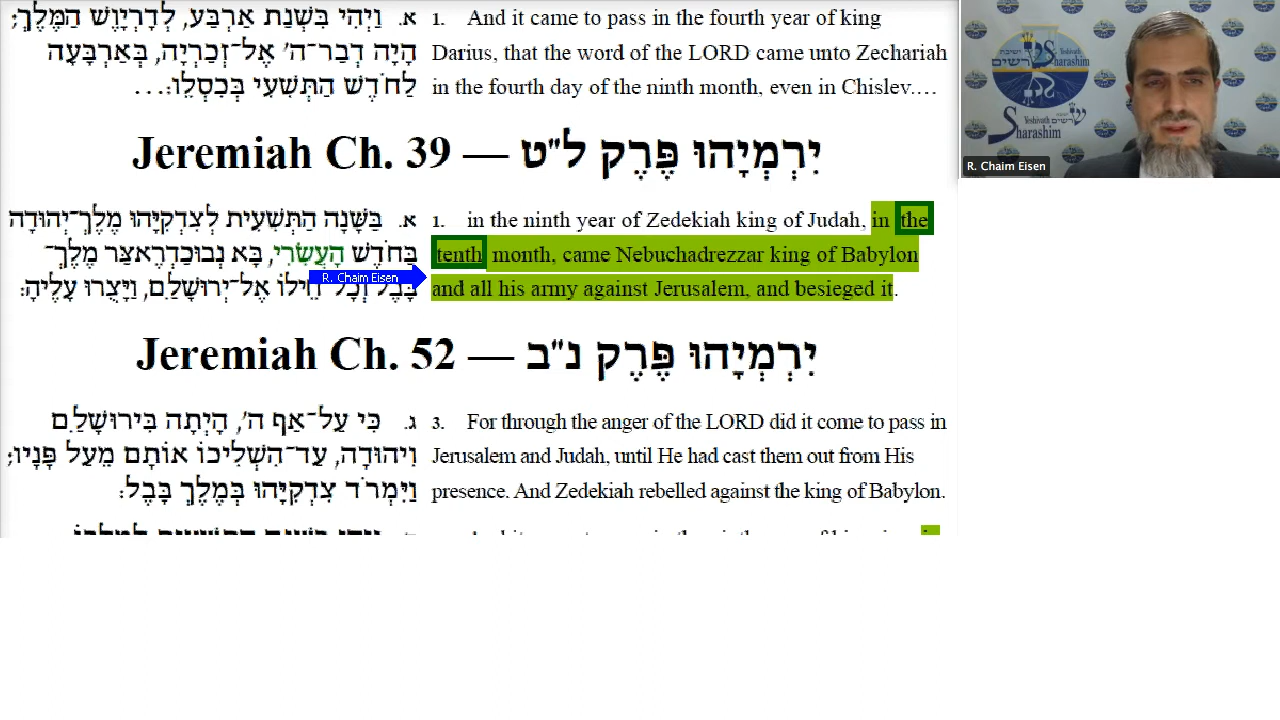 א. וַיְהִי בִּשְׁנַת אַרְבַּע, לְדָרְיָוֶשׁ הַמֶּלֶךְ;
הָיָה דְבַר־ה' אֶל־זְכַרְיָה, בְּאַרְבָּעָה
לַחֹדֶשׁ הַתְּשִׁעִי בְּכִסְלֵו:...
1. And it came to pass in the fourth year of king
Darius, that the word of the LORD came unto Zechariah
in the fourth day of the ninth month, even in Chislev....
Jeremiah Ch. 39 — יִרְמְיָהוּ פֶּרֶק ל"ט
א. בַּשָּׁנָה הַתְּשִׁעִית לְצִדְקִיָּהוּ מֶלֶךְ־יְהוּדָה
בַּחֹדֶשׁ הָעֲשִׂרִי, בָּא נְבוּכַדְרֶאצַּר מֶלֶךְ־
בָּבֶל וְכָל חֵילוֹ אֶל־יְרוּשָׁלִַם, וַיָּצֻרוּ עָלֶיהָ:
R. Chaim Eisen
1. in the ninth year of Zedekiah king of Judah, in the
tenth month, came Nebuchadrezzar king of Babylon
and all his army against Jerusalem, and besieged it.
Jeremiah Ch. 52 — יִרְמְיָהוּ פֶּרֶק נ"ב
ג. כִּי עַל־אַף ה', הָיְתָה בִּירוּשָׁלִַם
וִיהוּדָה, עַד־הִשְׁלִיכוֹ אוֹתָם מֵעַל פָּנָיו;
וַיִּמְרֹד צִדְקִיָּהוּ בְּמֶלֶךְ בָּבֶל:
3. For through the anger of the LORD did it come to pass in
Jerusalem and Judah, until He had cast them out from His
presence. And Zedekiah rebelled against the king of Babylon.
Yeshivath
Sharashim
ישיבת
שרשים
Yeshivath
Sharashim
R. Chaim Eisen